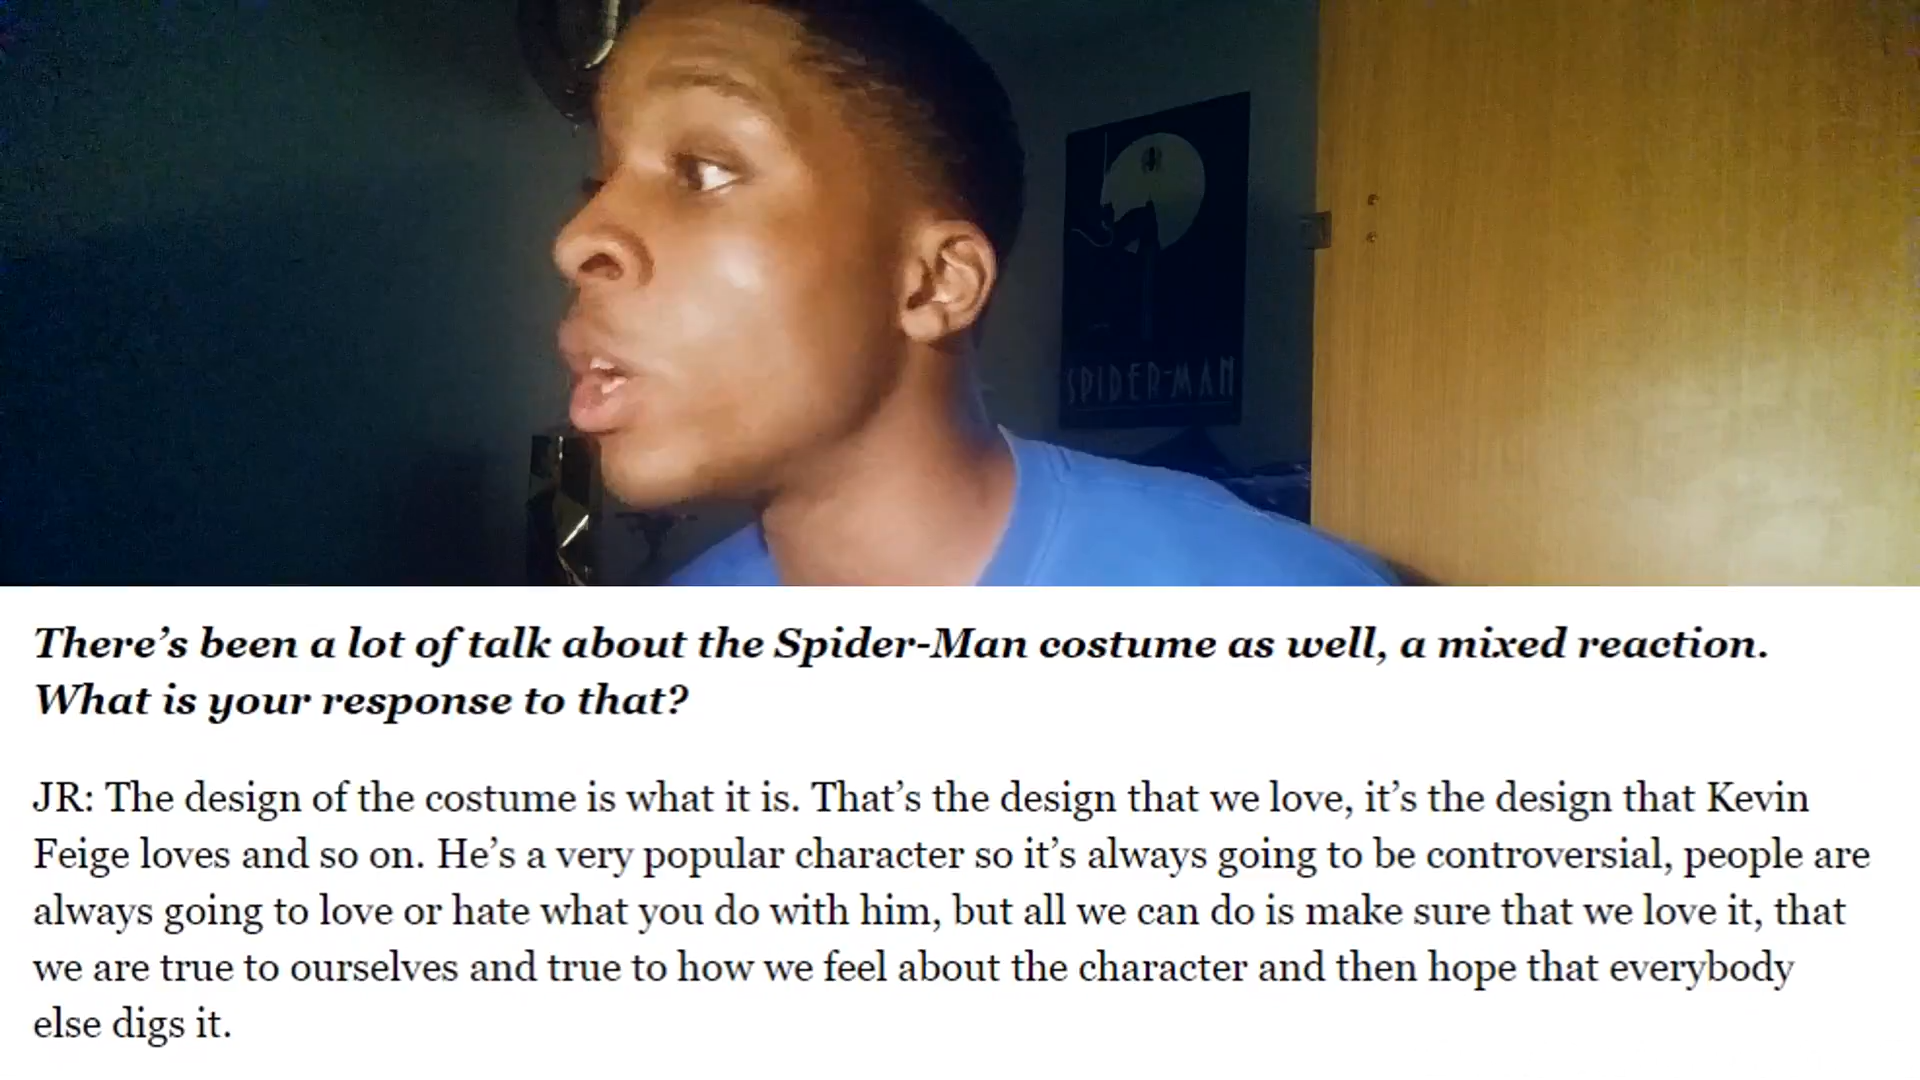 SPIDER-MAN
There’s been a lot of talk about the Spider-Man costume as well, a mixed reaction.
What is your response to that?
JR: The design of the costume is what it is. That’s the design that we love, it’s the design that Kevin
Feige loves and so on. He’s a very popular character so it’s always going to be controversial, people are
always going to love or hate what you do with him, but all we can do is make sure that we love it, that
we are true to ourselves and true to how we feel about the character and then hope that everybody
else digs it.